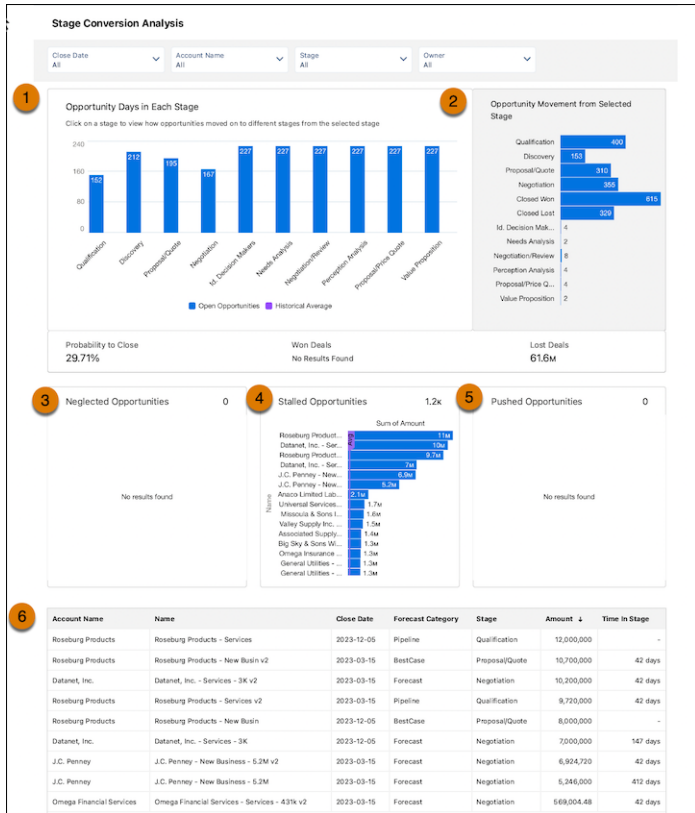 Stage Conversion Analysis
Close Date
All
Account Name
All
Stage
All
Owner
All
1
Opportunity Days in Each Stage
Click on a stage to view how opportunities moved on to different stages from the selected stage
240
160
80
0
152
212
195
167
227
227
227
227
227
227
Qualification
Discovery
Proposal/Quote
Negotiation
Id. Decision Makers
Needs Analysis
Negotiation/Review
Perception Analysis
Proposal/Price Quote
Value Proposition
Open Opportunities
Historical Average
2
Opportunity Movement from Selected
Stage
Qualification 400
Discovery 153
Proposal/Quote 310
Negotiation
Closed Won 615
Closed Lost 329
Id. Decision Mak... 4
Needs Analysis 2
Negotiation/Review 8
Perception Analysis 4
Proposal/Price Q... 4
Value Proposition 2
Probability to Close
29.71%
Won Deals
No Results Found
Lost Deals
61.6M
3
Neglected Opportunities 0
No results found
4
Stalled Opportunities 1.2K
Sum of Amount
Name
Avg
Roseburg Product... 11M
Datanet, Inc. - Ser... 10M
Roseburg Product... 9.7M
Datanet, Inc. - Ser... 7M
J.C. Penney - New... 6.9M
J.C. Penney - New... 5.2M
Anaco Limited Lab... 2.1M
Universal Services... 1.7M
Missoula & Sons I... 1.6M
Valley Supply Inc. ... 1.5M
Associated Supply... 1.4M
Big Sky & Sons Wi... 1.3M
Omega Insurance ... 1.3M
General Utilities - ... 1.3M
General Utilities - ... 1.3M
5
Pushed Opportunities 0
No results found
6
Account Name Name Close Date Forecast Category Stage Amount ↓ Time In Stage
Roseburg Products Roseburg Products - Services 2023-12-05 Pipeline Qualification 12,000,000 -
Roseburg Products Roseburg Products - New Busin v2 2023-03-15 BestCase Proposal/Quote 10,700,000 42 days
Datanet, Inc. Datanet, Inc. - Services - 3K v2 2023-03-15 Forecast Negotiation 10,200,000 42 days
Roseburg Products Roseburg Products - Services v2 2023-03-15 Pipeline Qualification 9,720,000 42 days
Roseburg Products Roseburg Products - New Busin 2023-12-05 BestCase Proposal/Quote 8,000,000 -
Datanet, Inc. Datanet, Inc. - Services - 3K 2023-12-05 Forecast Negotiation 7,000,000 147 days
J.C. Penney J.C. Penney - New Business - 5.2M v2 2023-03-15 Forecast Negotiation 6,924,720 42 days
J.C. Penney J.C. Penney - New Business - 5.2M 2023-03-15 Forecast Negotiation 5,246,000 412 days
Omega Financial Services Omega Financial Services - Services - 431k v2 2023-03-15 Forecast Negotiation 569,004.48 42 days